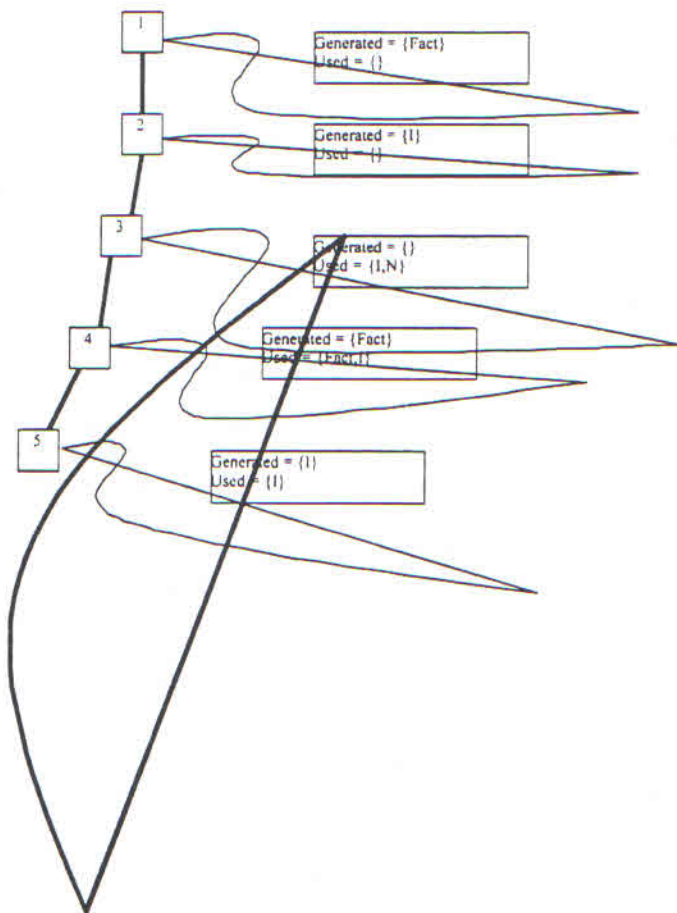 1
Generated = {Fact}
Used = {}
2
Generated = {I}
Used = {}
3
Generated = {}
Used = {I,N}
4
Generated = {Fact}
Used = {Fact,I}
5
Generated = {I}
Used = {I}